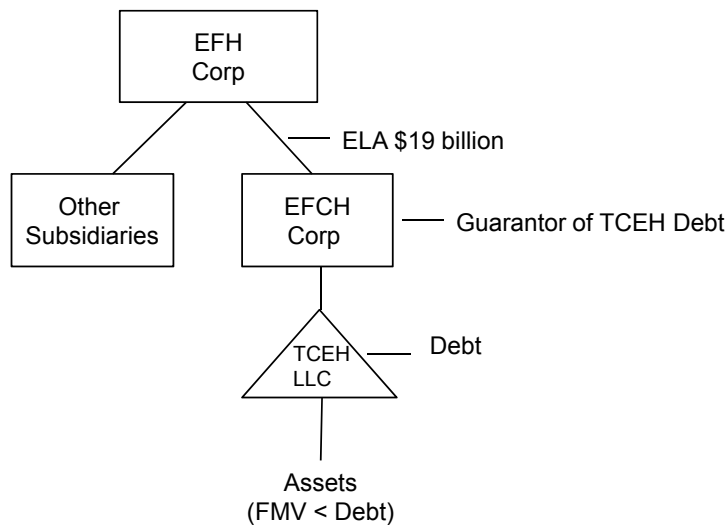 EFH
Corp
ELA $19 billion
Other
Subsidiaries
EFCH
Corp
Guarantor of TCEH Debt
TCEH
LLC
Debt
Assets
(FMV < Debt)